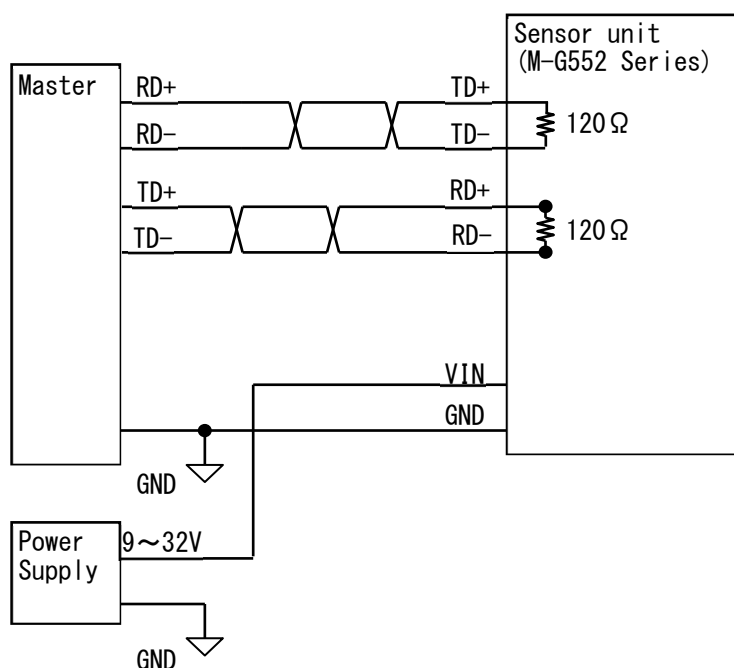 Sensor unit
(M-G552 Series)
Master
RD+
TD+
120Ω
RD-
TD-
TD+
RD+
120Ω
TD-
RD-
VIN
GND
GND
Power
Supply
9～32V
GND